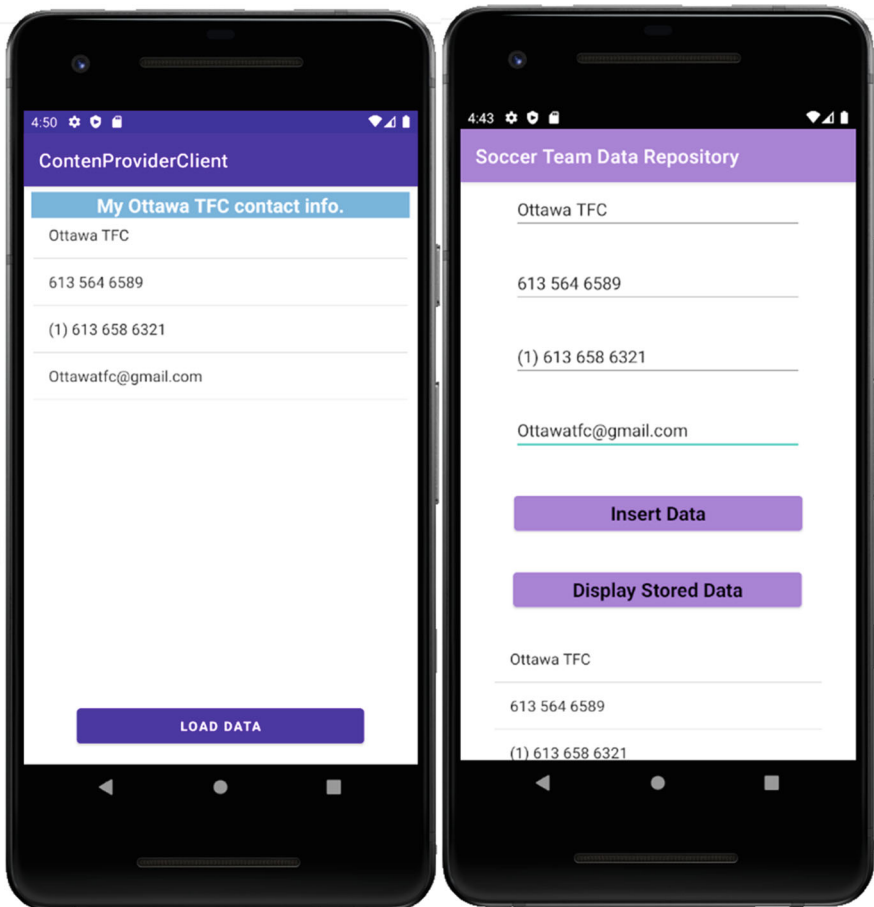 4:50
ContenProviderClient
My Ottawa TFC contact info.
Ottawa TFC
613 564 6589
(1) 613 658 6321
Ottawatfc@gmail.com
LOAD DATA
4:43
Soccer Team Data Repository
Ottawa TFC
613 564 6589
(1) 613 658 6321
Ottawatfc@gmail.com
Insert Data
Display Stored Data
Ottawa TFC
613 564 6589
(1) 613 658 6321